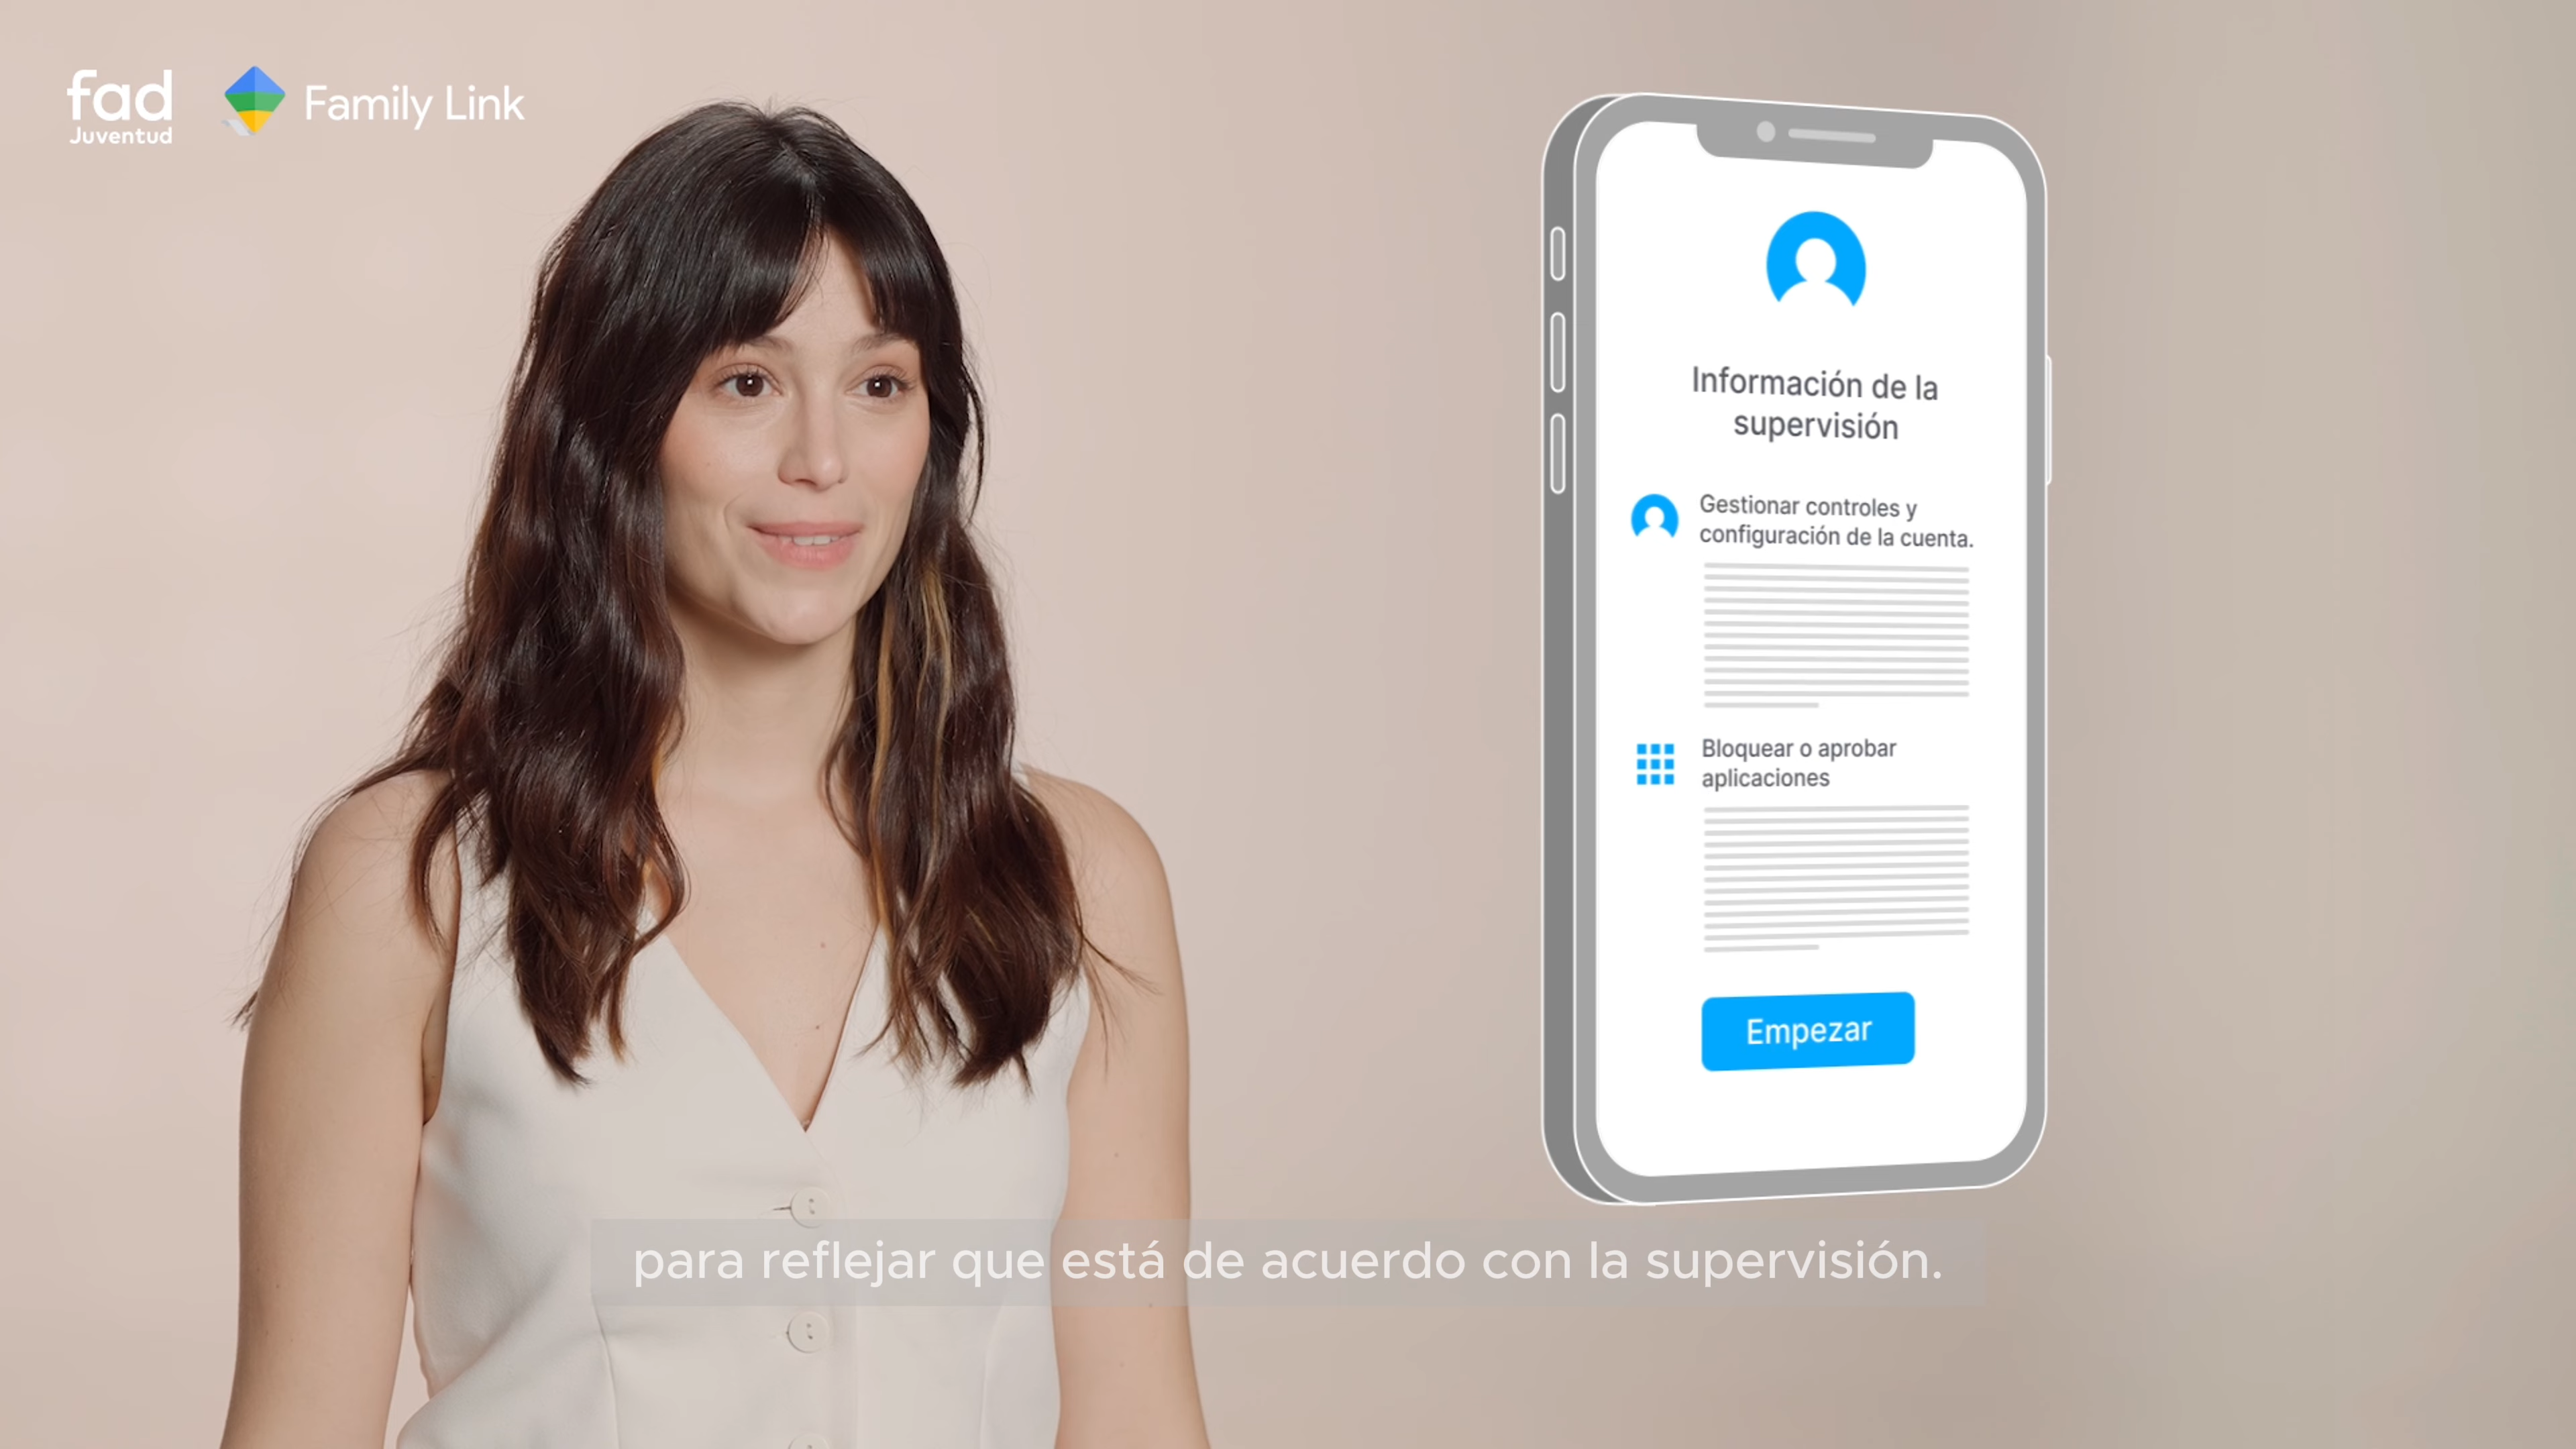 fad
Juventud
Family Link
Información de la
supervisión
Gestionar controles y
configuración de la cuenta.
Bloquear o aprobar
aplicaciones
Empezar
para reflejar que está de acuerdo con la supervisión.